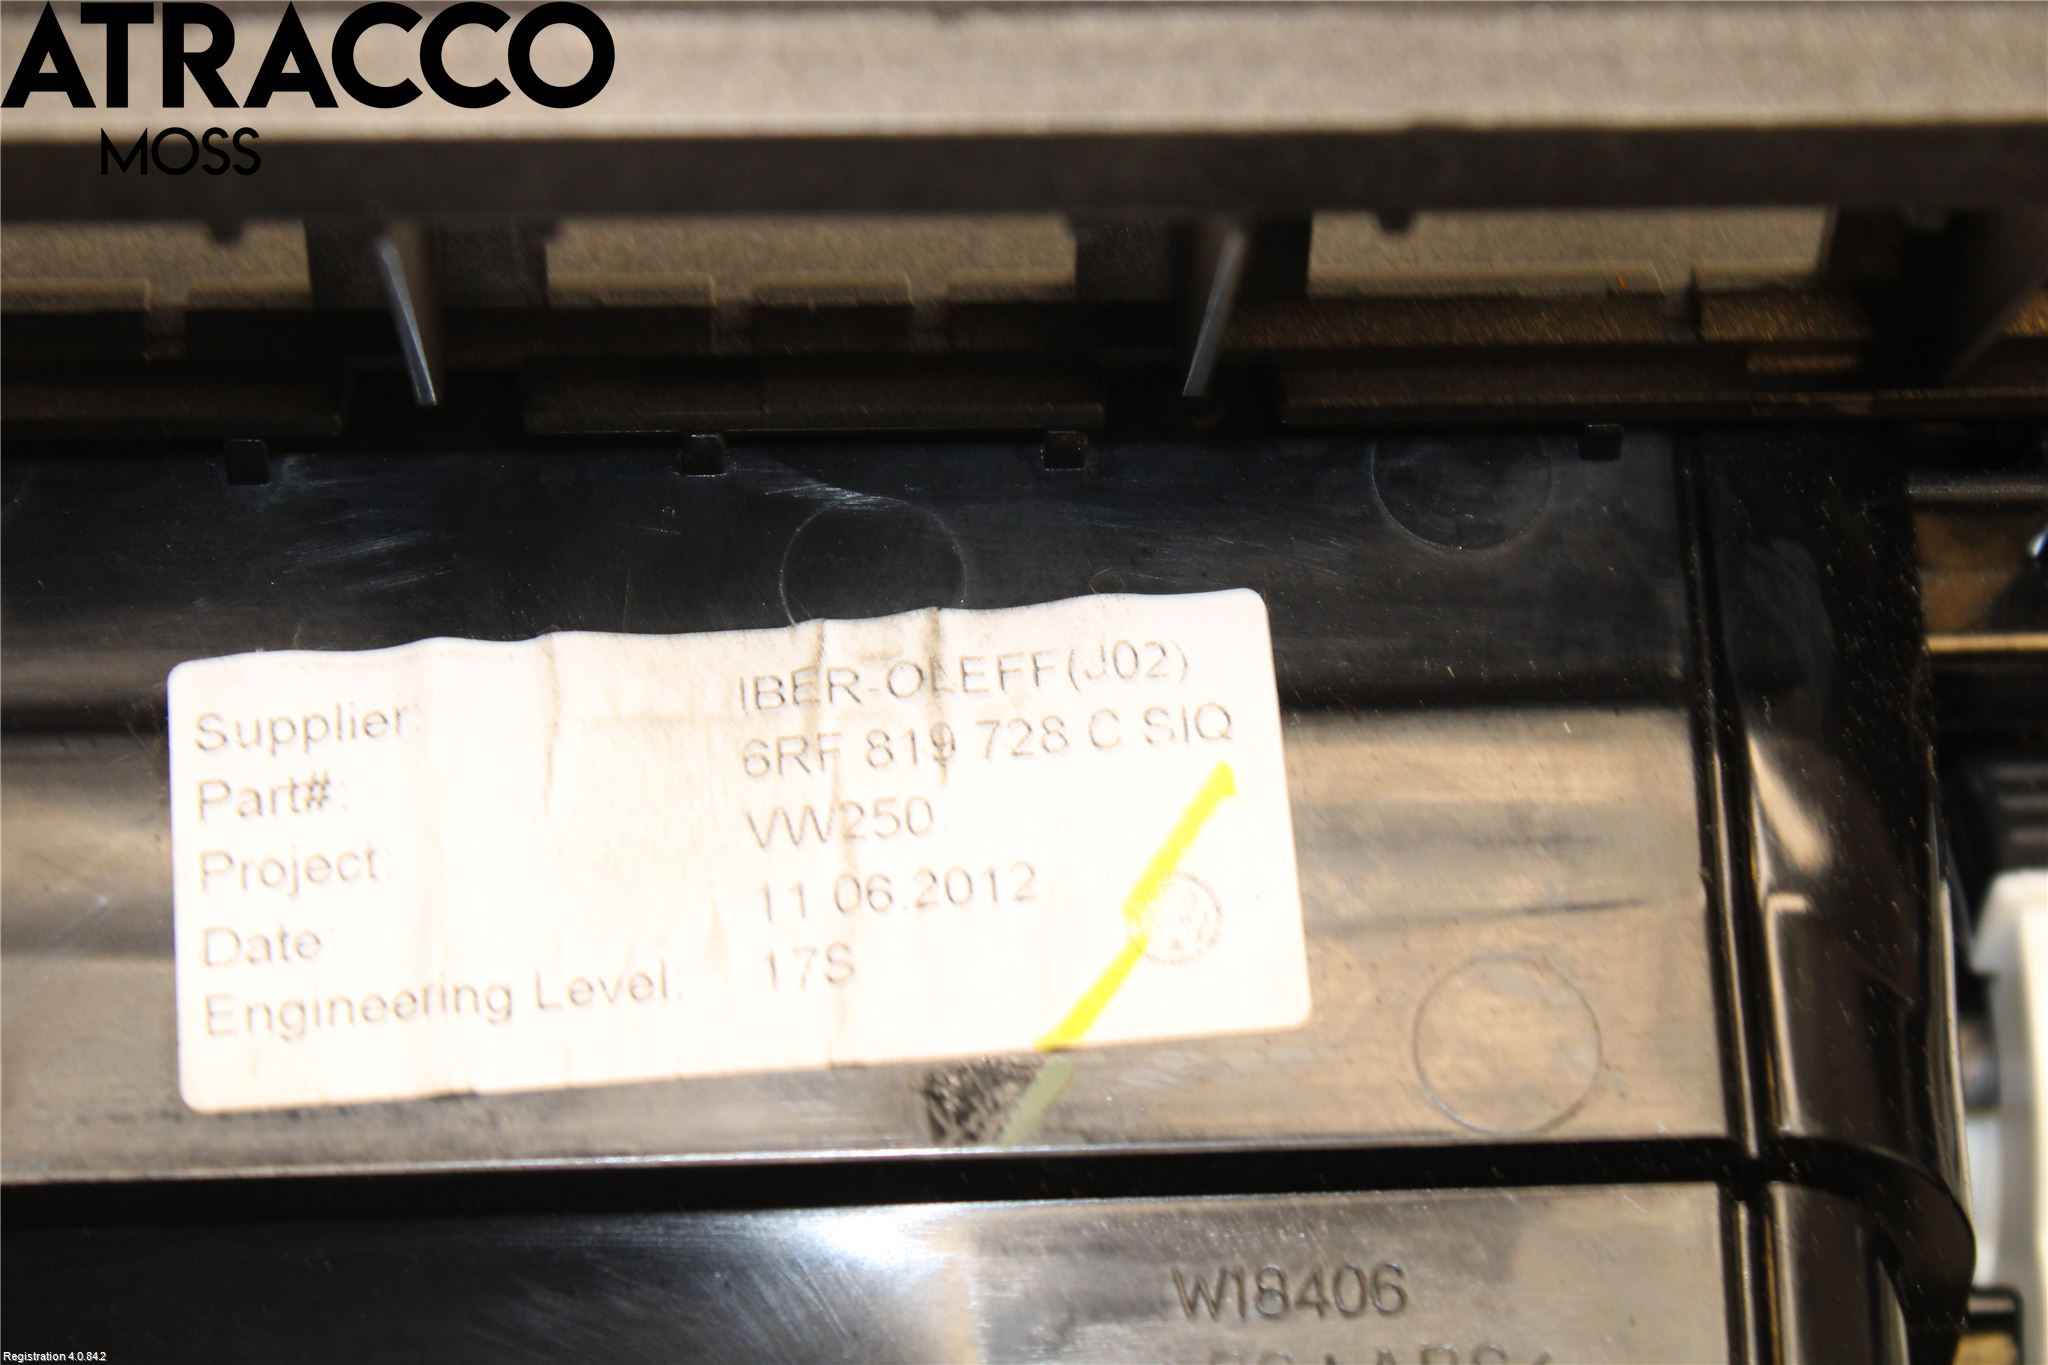 ATRACCO
MOSS
Supplier: IBER-OLEFF(J02)
Part#: 6RF 819 728 C SIQ
Project: VW250
Date: 11.06.2012
Engineering Level: 17S
W18406
Registration 4.0.84.2